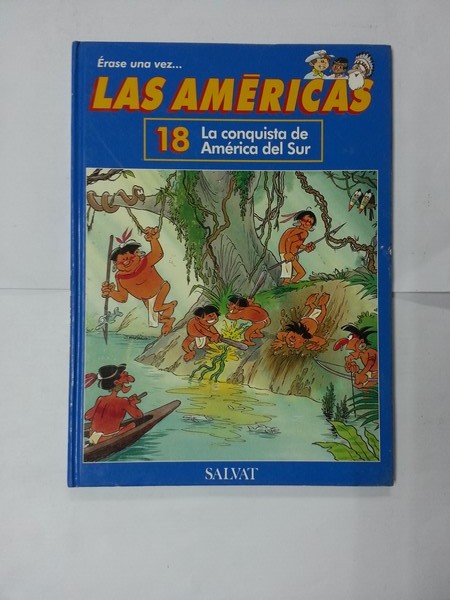 Érase una vez...
LAS AMÉRICAS
18 La conquista de
América del Sur
SALVAT